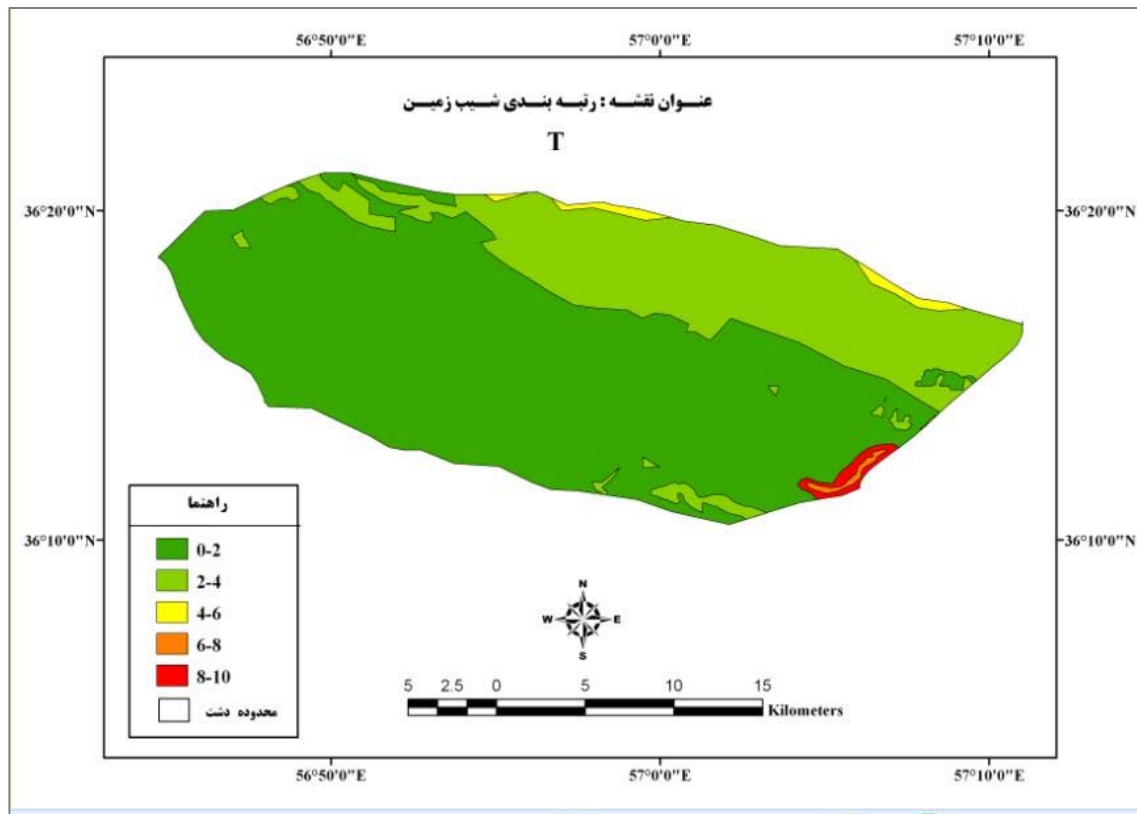 56°50'0"E 57°0'0"E 57°10'0"E
عنوان نقشه : رتبه بندی شیب زمین
T
36°20'0"N 36°20'0"N
راهنما
0-2
2-4
4-6
6-8
8-10
محدوده دشت
36°10'0"N 36°10'0"N
N
W E
S
5 2.5 0 5 10 15
Kilometers
56°50'0"E 57°0'0"E 57°10'0"E